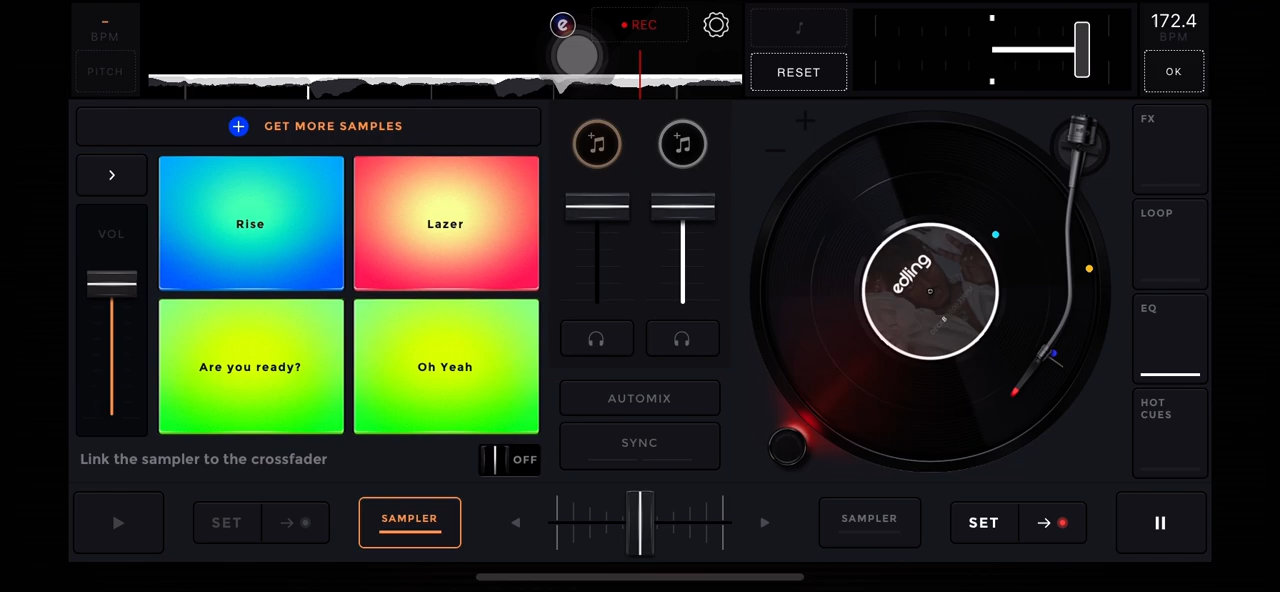 -
BPM
PITCH
e
REC
RESET
172.4
BPM
OK
GET MORE SAMPLES
VOL
Rise
Lazer
Are you ready?
Oh Yeah
Link the sampler to the crossfader
OFF
AUTOMIX
SYNC
edjing
FX
LOOP
EQ
HOT
CUES
SET
SAMPLER
SAMPLER
SET